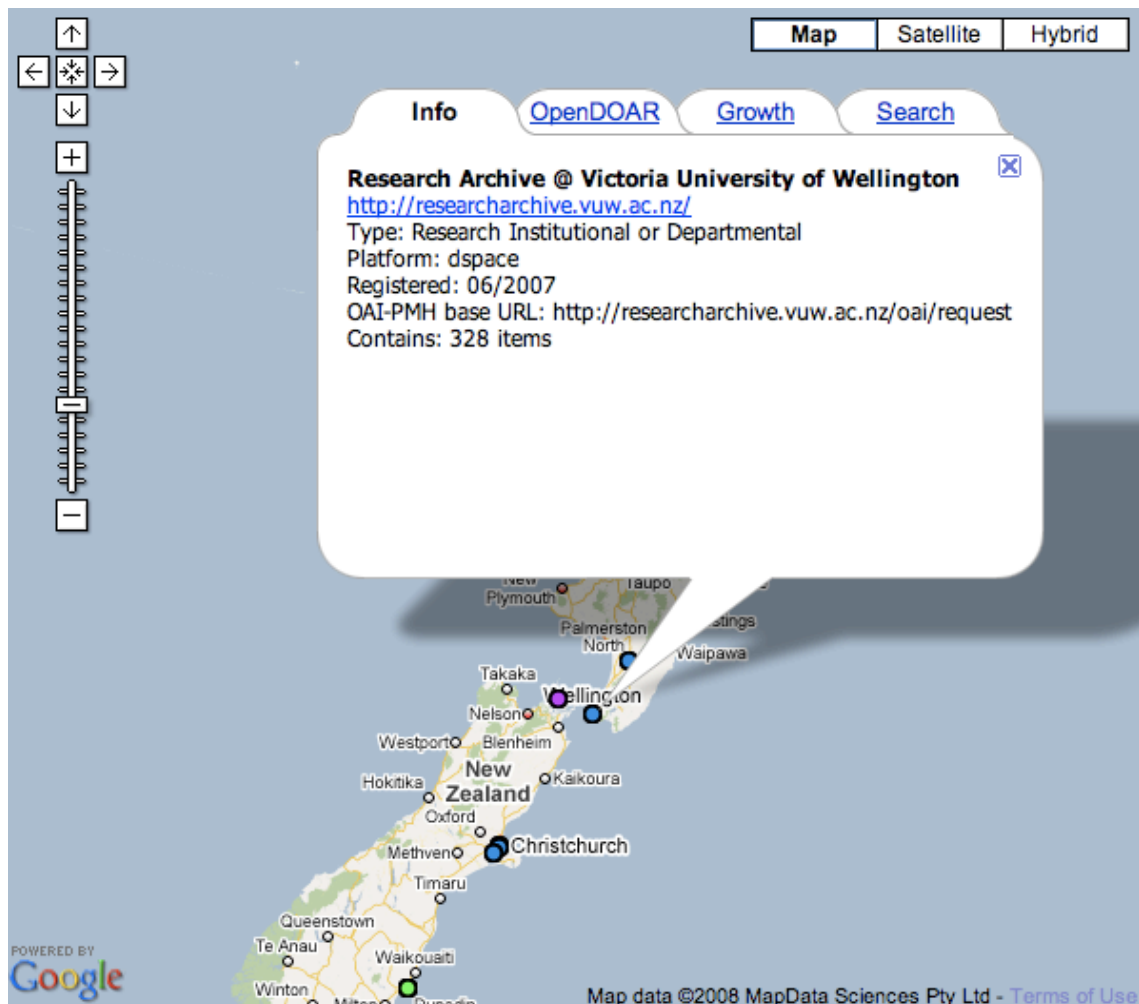 Map Satellite Hybrid
Info OpenDOAR Growth Search
Research Archive @ Victoria University of Wellington
http://researcharchive.vuw.ac.nz/
Type: Research Institutional or Departmental
Platform: dspace
Registered: 06/2007
OAI-PMH base URL: http://researcharchive.vuw.ac.nz/oai/request
Contains: 328 items
New
Plymouth
Taupo
Palmerston
North
Waipawa
Takaka
Wellington
Nelson
Westport
Blenheim
New
Zealand
Kaikoura
Hokitika
Oxford
Christchurch
Methven
Timaru
Queenstown
Te Anau
Waikouaiti
Winton
POWERED BY
Google
Map data ©2008 MapData Sciences Pty Ltd - Terms of Use